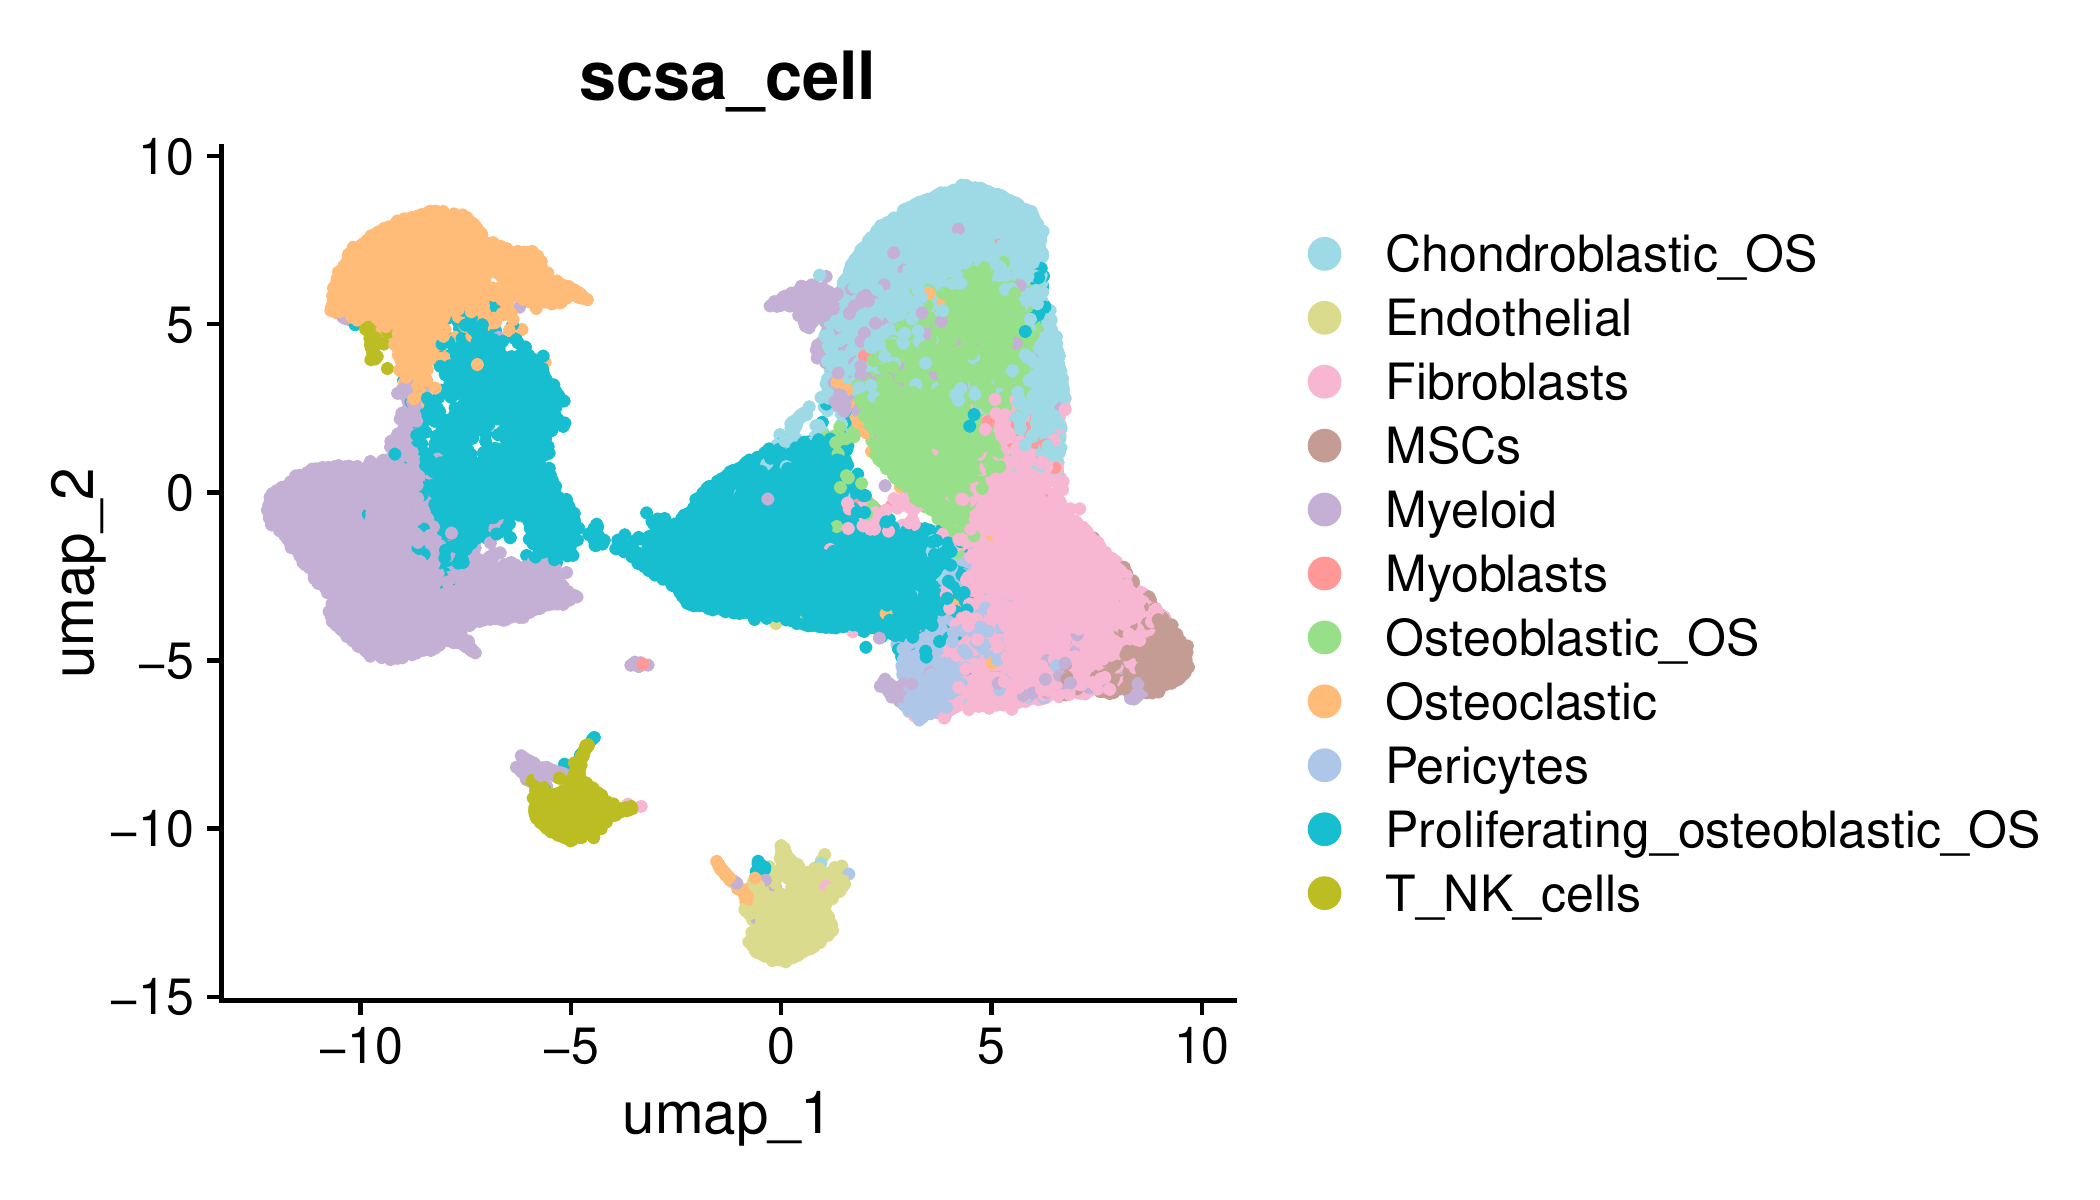 scsa_cell
10
5
0
−5
−10
−15
umap_2
−10 −5 0 5 10
umap_1
Chondroblastic_OS
Endothelial
Fibroblasts
MSCs
Myeloid
Myoblasts
Osteoblastic_OS
Osteoclastic
Pericytes
Proliferating_osteoblastic_OS
T_NK_cells